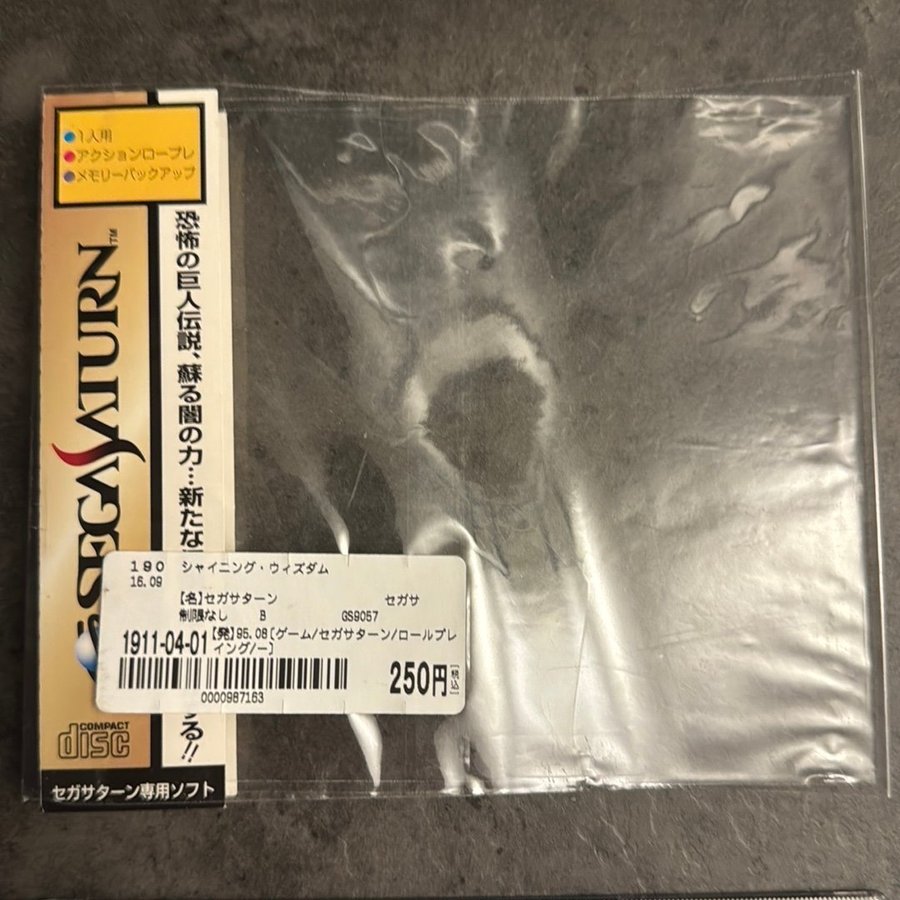 1人用
アクションロープレ
メモリーバックアップ
SEGA SATURN™
恐怖の巨人伝説、蘇る闇の力…新たな
る!!
190 シャイニング・ウィズダム
16.09
【名】セガサターン セガサ
制限なし B GS9057
1911-04-01 【発】95.08[ゲーム/セガサターン/ロールプレ
イング/ー]
0000987163
250円 [税込]
COMPACT
disc
セガサターン専用ソフト